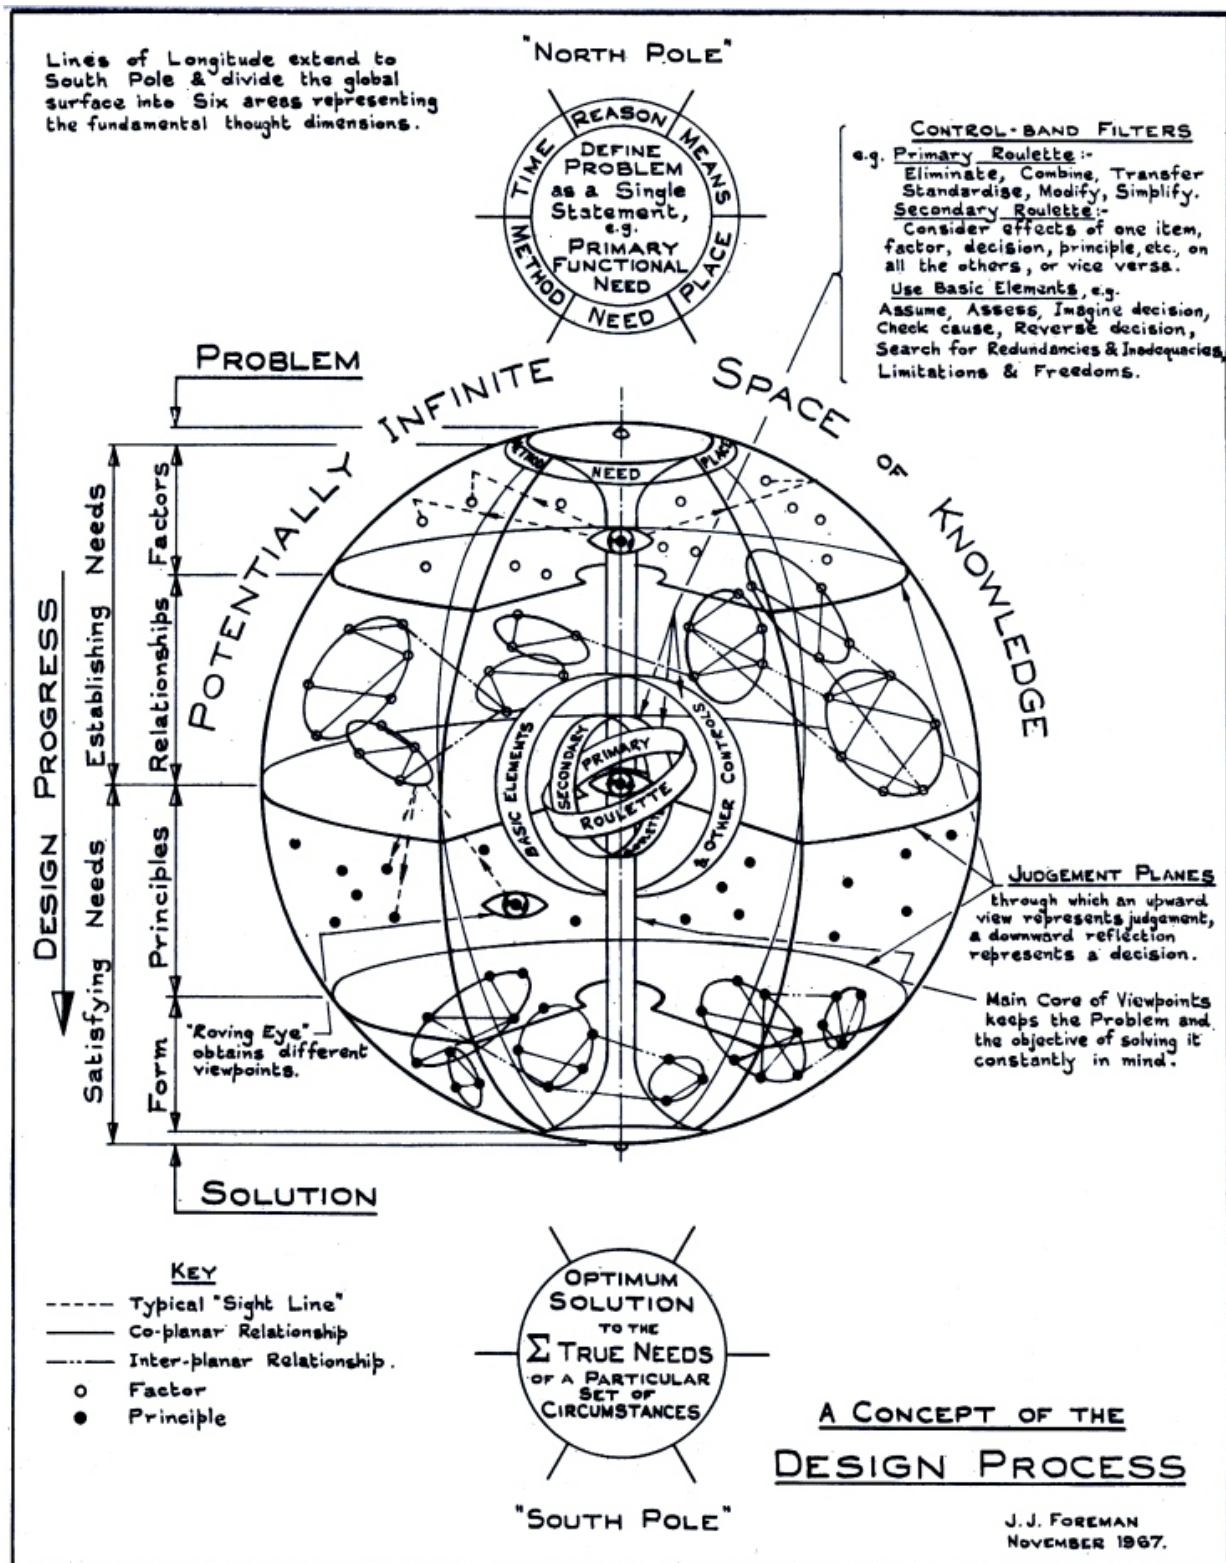 Lines of Longitude extend to
South Pole & divide the global
surface into Six areas representing
the fundamental thought dimensions.
"NORTH POLE"
REASON
MEANS
PLACE
NEED
METHOD
TIME
DEFINE
PROBLEM
as a Single
Statement,
e.g.
PRIMARY
FUNCTIONAL
NEED
CONTROL-BAND FILTERS
e.g. Primary Roulette:-
Eliminate, Combine, Transfer
Standardise, Modify, Simplify.
Secondary Roulette:-
Consider effects of one item,
factor, decision, principle, etc., on
all the others, or vice versa.
Use Basic Elements, e.g.
Assume, Assess, Imagine decision,
Check cause, Reverse decision,
Search for Redundancies & Inadequacies,
Limitations & Freedoms.
PROBLEM
POTENTIALLY INFINITE SPACE OF KNOWLEDGE
METHOD
NEED
PLACE
DESIGN PROGRESS
Establishing Needs
Satisfying Needs
Factors
Relationships
Principles
Form
BASIC ELEMENTS
& OTHER CONTROLS
SECONDARY
ROULETTE
PRIMARY
ROULETTE
JUDGEMENT PLANES
through which an upward
view represents judgement,
a downward reflection
represents a decision.
Main Core of Viewpoints
keeps the Problem and
the objective of solving it
constantly in mind.
"Roving Eye"
obtains different
viewpoints.
SOLUTION
KEY
Typical "Sight Line"
Co-planar Relationship
Inter-planar Relationship.
Factor
Principle
OPTIMUM
SOLUTION
TO THE
Σ TRUE NEEDS
OF A PARTICULAR
SET OF
CIRCUMSTANCES
"SOUTH POLE"
A CONCEPT OF THE
DESIGN PROCESS
J.J. FOREMAN
NOVEMBER 1967.